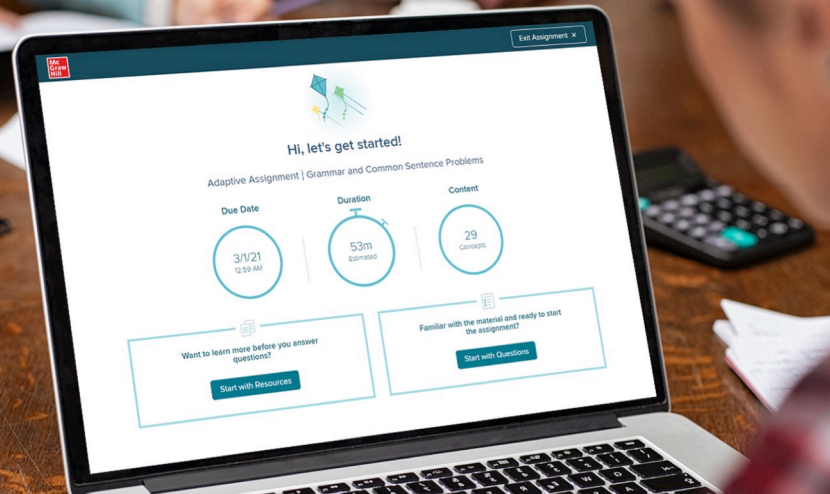 Mc
Graw
Hill
Exit Assignment ×
Hi, let's get started!
Adaptive Assignment | Grammar and Common Sentence Problems
Due Date
Duration
Content
3/1/21
12:59 AM
53m
Estimated
29
Concepts
Want to learn more before you answer
questions?
Start with Resources
Familiar with the material and ready to start
the assignment?
Start with Questions